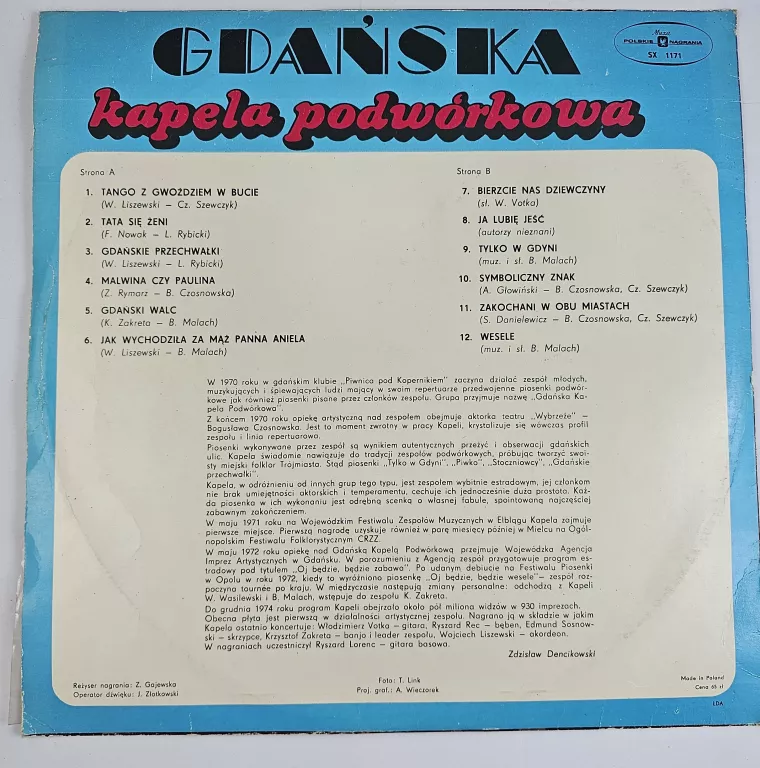 GDAŃSKA
kapela podwórkowa
Muza
POLSKIE NAGRANIA
SX 1171
Strona A
1. TANGO Z GWOŹDZIEM W BUCIE
(W. Liszewski – Cz. Szewczyk)
2. TATA SIĘ ŻENI
(F. Nowak – L. Rybicki)
3. GDAŃSKIE PRZECHWAŁKI
(W. Liszewski – L. Rybicki)
4. MALWINA CZY PAULINA
(Z. Rymarz – B. Czosnowska)
5. GDAŃSKI WALC
(K. Zakreta – B. Malach)
6. JAK WYCHODZIŁA ZA MĄŻ PANNA ANIELA
(W. Liszewski – B. Malach)
Strona B
7. BIERZCIE NAS DZIEWCZYNY
(sł. W. Votka)
8. JA LUBIĘ JEŚĆ
(autorzy nieznani)
9. TYLKO W GDYNI
(muz. i sł. B. Malach)
10. SYMBOLICZNY ZNAK
(A. Głowiński – B. Czosnowska, Cz. Szewczyk)
11. ZAKOCHANI W OBU MIASTACH
(S. Danielewicz – B. Czosnowska, Cz. Szewczyk)
12. WESELE
(muz. i sł. B. Malach)
W 1970 roku w gdańskim klubie „Piwnica pod Kopernikiem” zaczyna działać zespół młodych,
muzykujących i śpiewających ludzi mający w swoim repertuarze przedwojenne piosenki podwór-
kowe jak również piosenki pisane przez członków zespołu. Grupa przyjmuje nazwę „Gdańska Ka-
pela Podwórkowa”.
Z końcem 1970 roku opiekę artystyczną nad zespołem obejmuje aktorka teatru „Wybrzeże” –
Bogusława Czosnowska. Jest to moment zwrotny w pracy Kapeli, krystalizuje się wówczas profil
zespołu i linia repertuarowa.
Piosenki wykonywane przez zespół są wynikiem autentycznych przeżyć i obserwacji gdańskich
ulic. Kapela świadomie nawiązuje do tradycji zespołów podwórkowych, próbując tworzyć swoi-
sty miejski folklor Trójmiasta. Stąd piosenki „Tylko w Gdyni”, „Piwko”, „Stoczniowcy”, „Gdańskie
przechwałki”.
Kapela, w odróżnieniu od innych grup tego typu, jest zespołem wybitnie estradowym, jej członkom
nie brak umiejętności aktorskich i temperamentu, cechuje ich jednocześnie duża prostota. Każ-
da piosenka w ich wykonaniu jest odrębną scenką o własnej fabule, spointowaną najczęściej
zabawnym zakończeniem.
W maju 1971 roku na Wojewódzkim Festiwalu Zespołów Muzycznych w Elblągu Kapela zajmuje
pierwsze miejsce. Pierwszą nagrodę uzyskuje również w parę miesięcy później w Mielcu na Ogól-
nopolskim Festiwalu Folklorystycznym CRZZ.
W maju 1972 roku opiekę nad Gdańską Kapelą Podwórkową przejmuje Wojewódzka Agencja
Imprez Artystycznych w Gdańsku. W porozumieniu z Agencją zespół przygotowuje program es-
tradowy pod tytułem „Oj będzie, będzie zabawa”. Po udanym debiucie na Festiwalu Piosenki
w Opolu w roku 1972, kiedy to wyróżniono piosenkę „Oj będzie, będzie wesele”– zespół roz-
poczyna tournée po kraju. W międzyczasie następują zmiany personalne: odchodzą z Kapeli
W. Wasilewski i B. Malach, wstępuje do zespołu K. Zakreta.
Do grudnia 1974 roku program Kapeli obejrzało około pół miliona widzów w 930 imprezach.
Obecna płyta jest pierwszą w działalności artystycznej zespołu. Nagrano ją w składzie w jakim
Kapela ostatnio koncertuje: Włodzimierz Votka – gitara, Ryszard Rec – bęben, Edmund Sosnow-
ski – skrzypce, Krzysztof Zakreta – banjo i leader zespołu, Wojciech Liszewski – akordeon.
W nagraniach uczestniczył Ryszard Lorenc – gitara basowa.
Zdzisław Dencikowski
Reżyser nagrania: Z. Gajewska
Operator dźwięku: J. Złotkowski
Foto: T. Link
Proj. graf.: A. Wieczorek
Made in Poland
Cena 65 zł
LDA